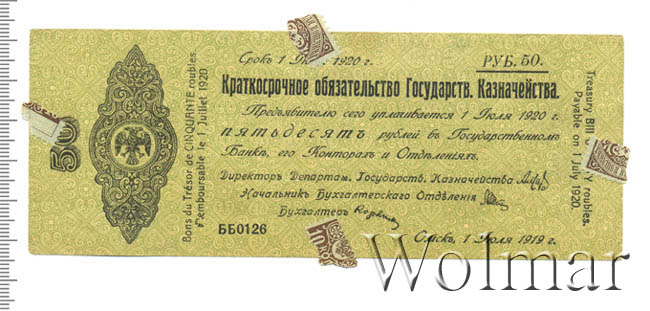 Срокъ 1 1920 г.
РУБ. 50.
Краткосрочное обязательство Государств. Казначейства.
Предъявителю сего уплачивается 1 Іюля 1920 г.
пятьдесятъ рублей въ Государственномъ
Банкѣ, его Конторахъ и Отдѣленіяхъ.
Директоръ Департам. Государств. Казначейства
Начальникъ Бухгалтерскаго Отдѣленія
Бухгалтеръ
ББ0126
Омскъ, 1 Іюля 1919 г.
50
Bons du Trésor de CINQUANTE roubles
Remboursable le 1 Juillet 1920
Treasury Bill roubles.
Payable on 1 July 1920.
Wolmar